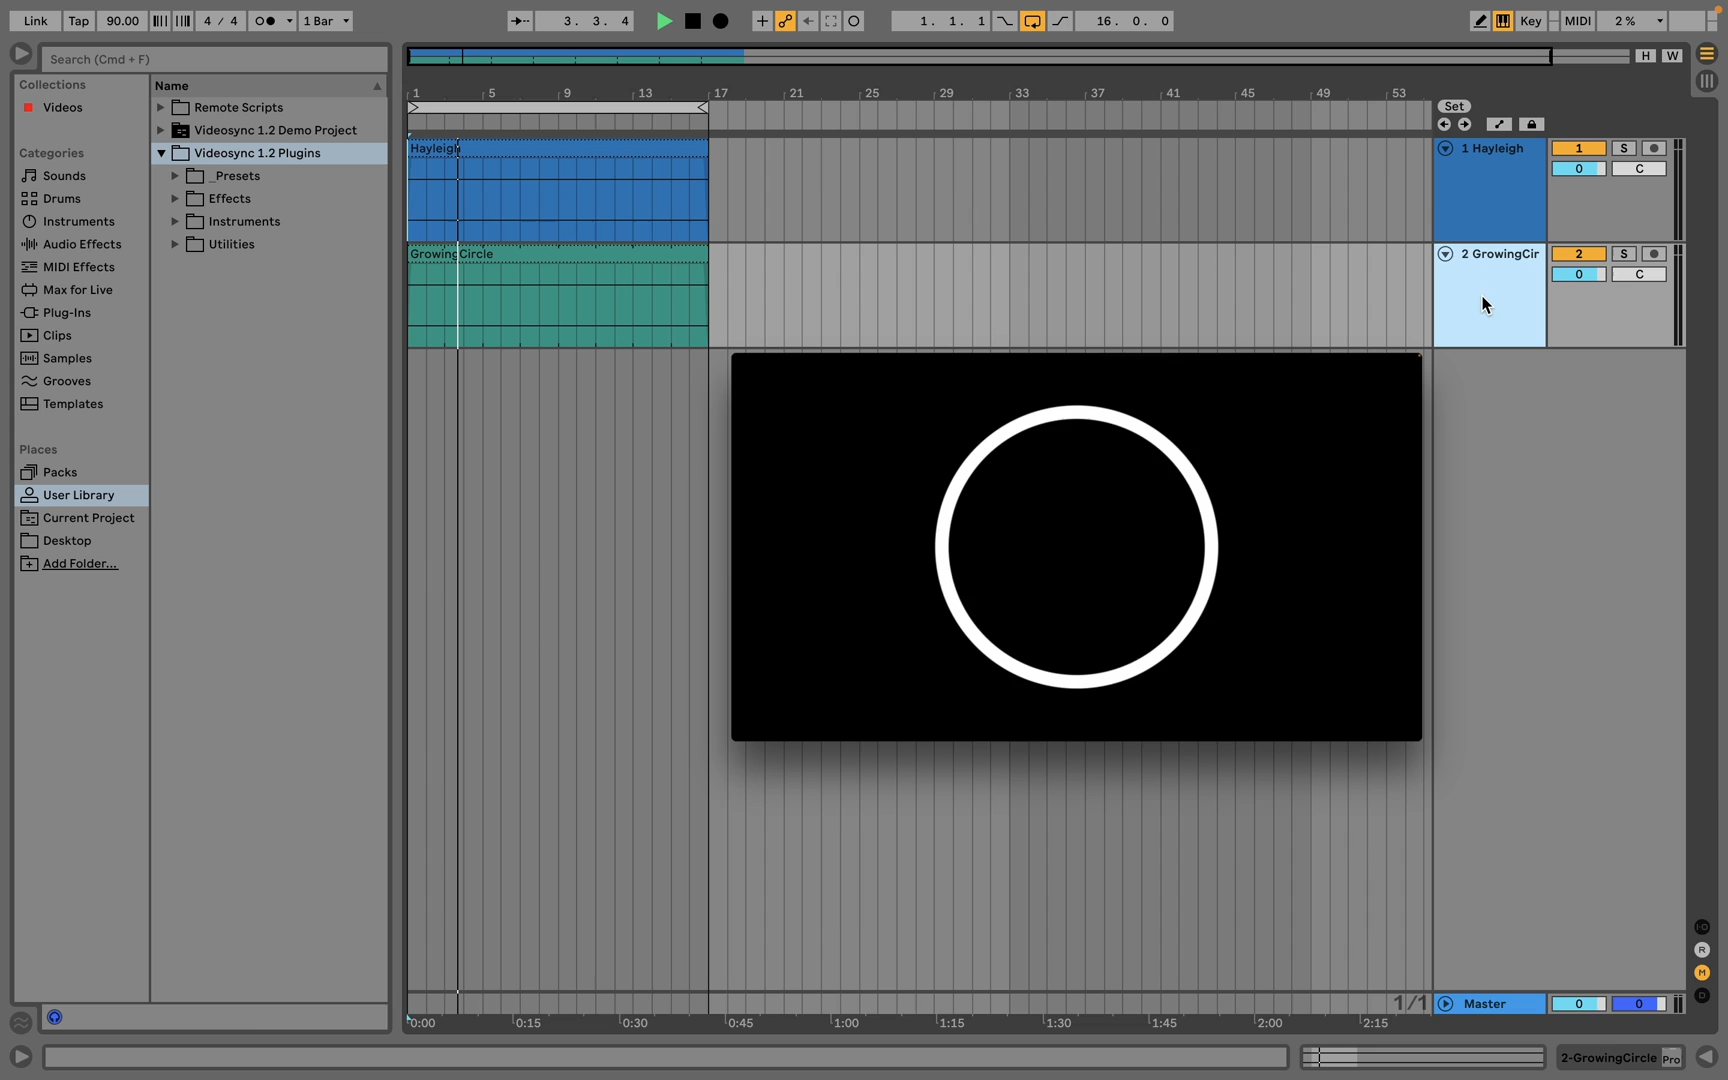 Link Tap 90.00 4 / 4 1 Bar 3. 3. 4 1. 1. 1 16. 0. 0 Key MIDI 2 %
Search (Cmd + F) H W
Collections Name
Videos Remote Scripts
Videosync 1.2 Demo Project
Categories Videosync 1.2 Plugins
Sounds _Presets
Drums Effects
Instruments Instruments
Audio Effects Utilities
MIDI Effects
Max for Live
Plug-Ins
Clips
Samples
Grooves
Templates
Places
Packs
User Library
Current Project
Desktop
Add Folder...
1 5 9 13 17 21 25 29 33 37 41 45 49 53
Set
Hayleigh 1 Hayleigh 1 S
0 C
GrowingCircle 2 GrowingCir 2 S
0 C
R
M
D
1/1 Master 0 0
0:00 0:15 0:30 0:45 1:00 1:15 1:30 1:45 2:00 2:15
2-GrowingCircle Pro